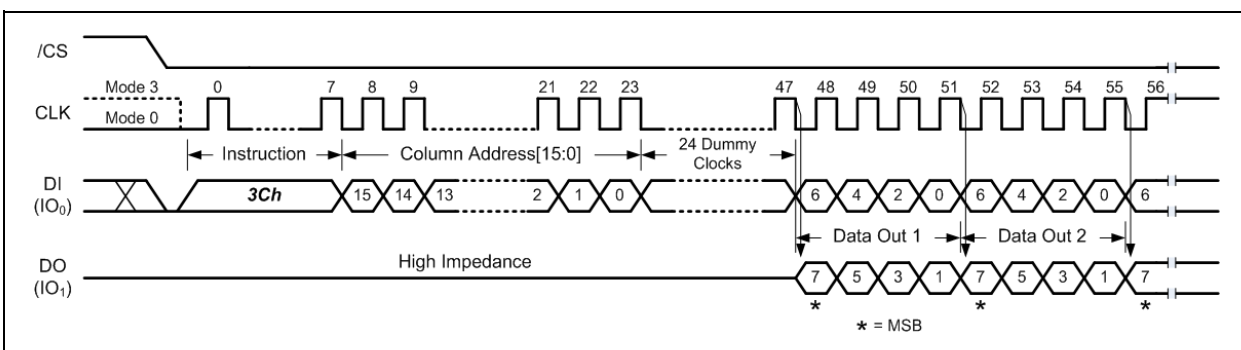 /CS
Mode 3 0 7 8 9 21 22 23 47 48 49 50 51 52 53 54 55 56
CLK
Mode 0
Instruction Column Address[15:0] 24 Dummy Clocks
DI
(IO₀)
3Ch 15 14 13 2 1 0 6 4 2 0 6 4 2 0 6
Data Out 1 Data Out 2
High Impedance
DO
(IO₁)
7 5 3 1 7 5 3 1 7
* * *
* = MSB